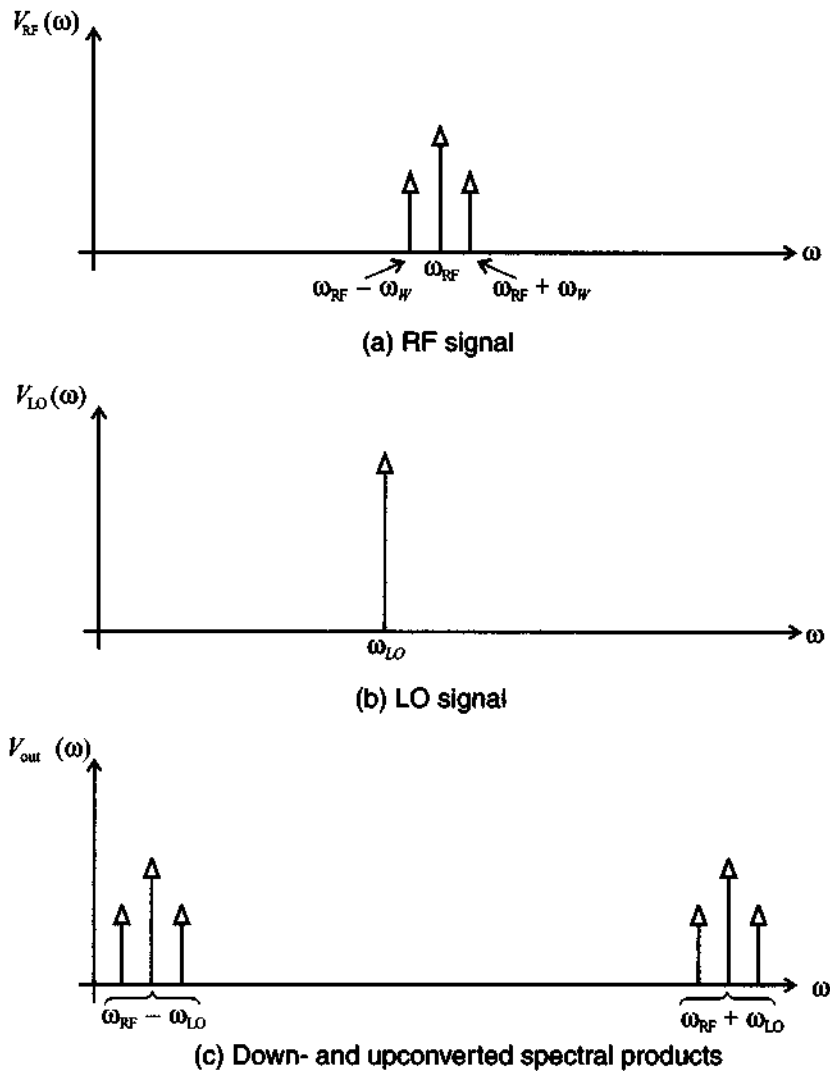 V_RF (ω)
ω
ω_RF − ω_W
ω_RF
ω_RF + ω_W
(a) RF signal
V_LO (ω)
ω
ω_LO
(b) LO signal
V_out (ω)
ω
ω_RF − ω_LO
ω_RF + ω_LO
(c) Down- and upconverted spectral products